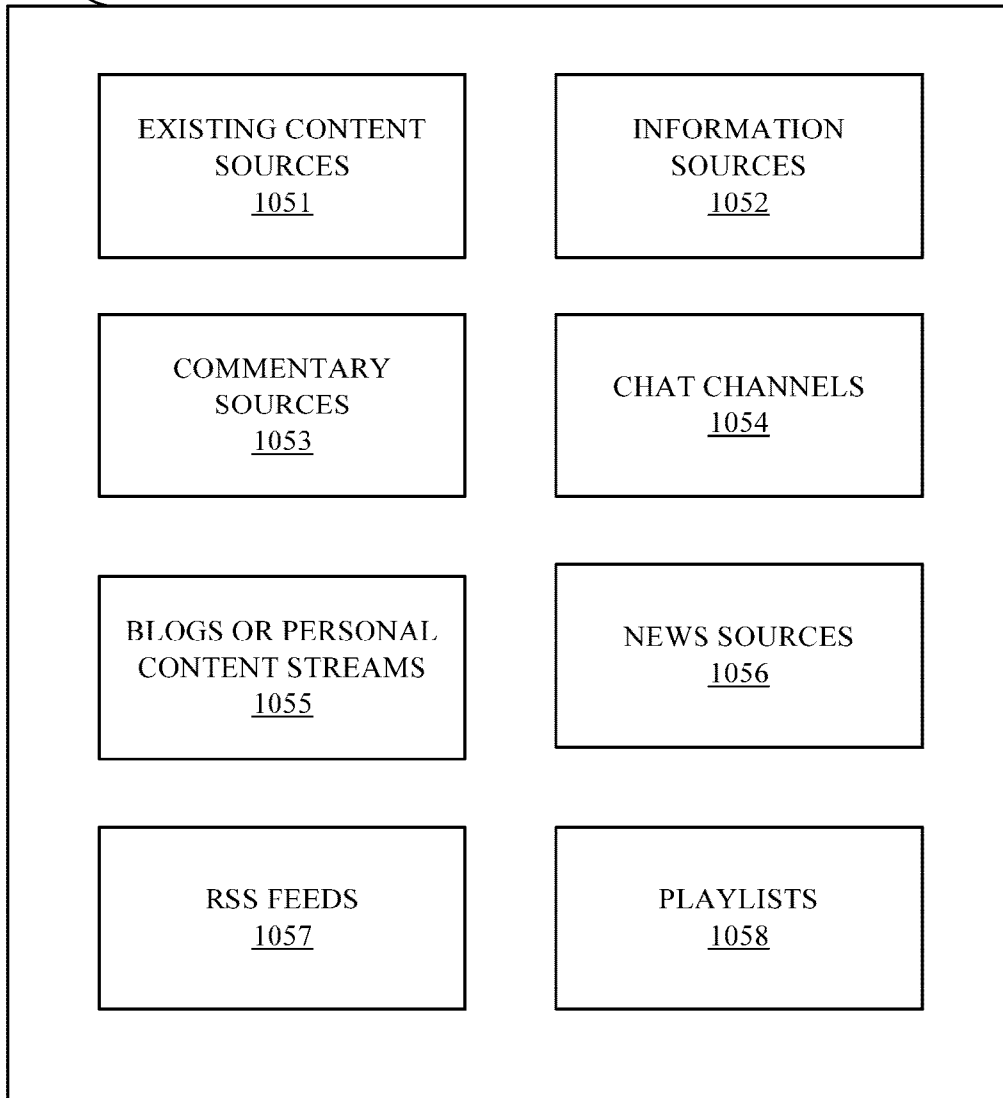 EXISTING CONTENT
SOURCES
1051
INFORMATION
SOURCES
1052
COMMENTARY
SOURCES
1053
CHAT CHANNELS
1054
BLOGS OR PERSONAL
CONTENT STREAMS
1055
NEWS SOURCES
1056
RSS FEEDS
1057
PLAYLISTS
1058